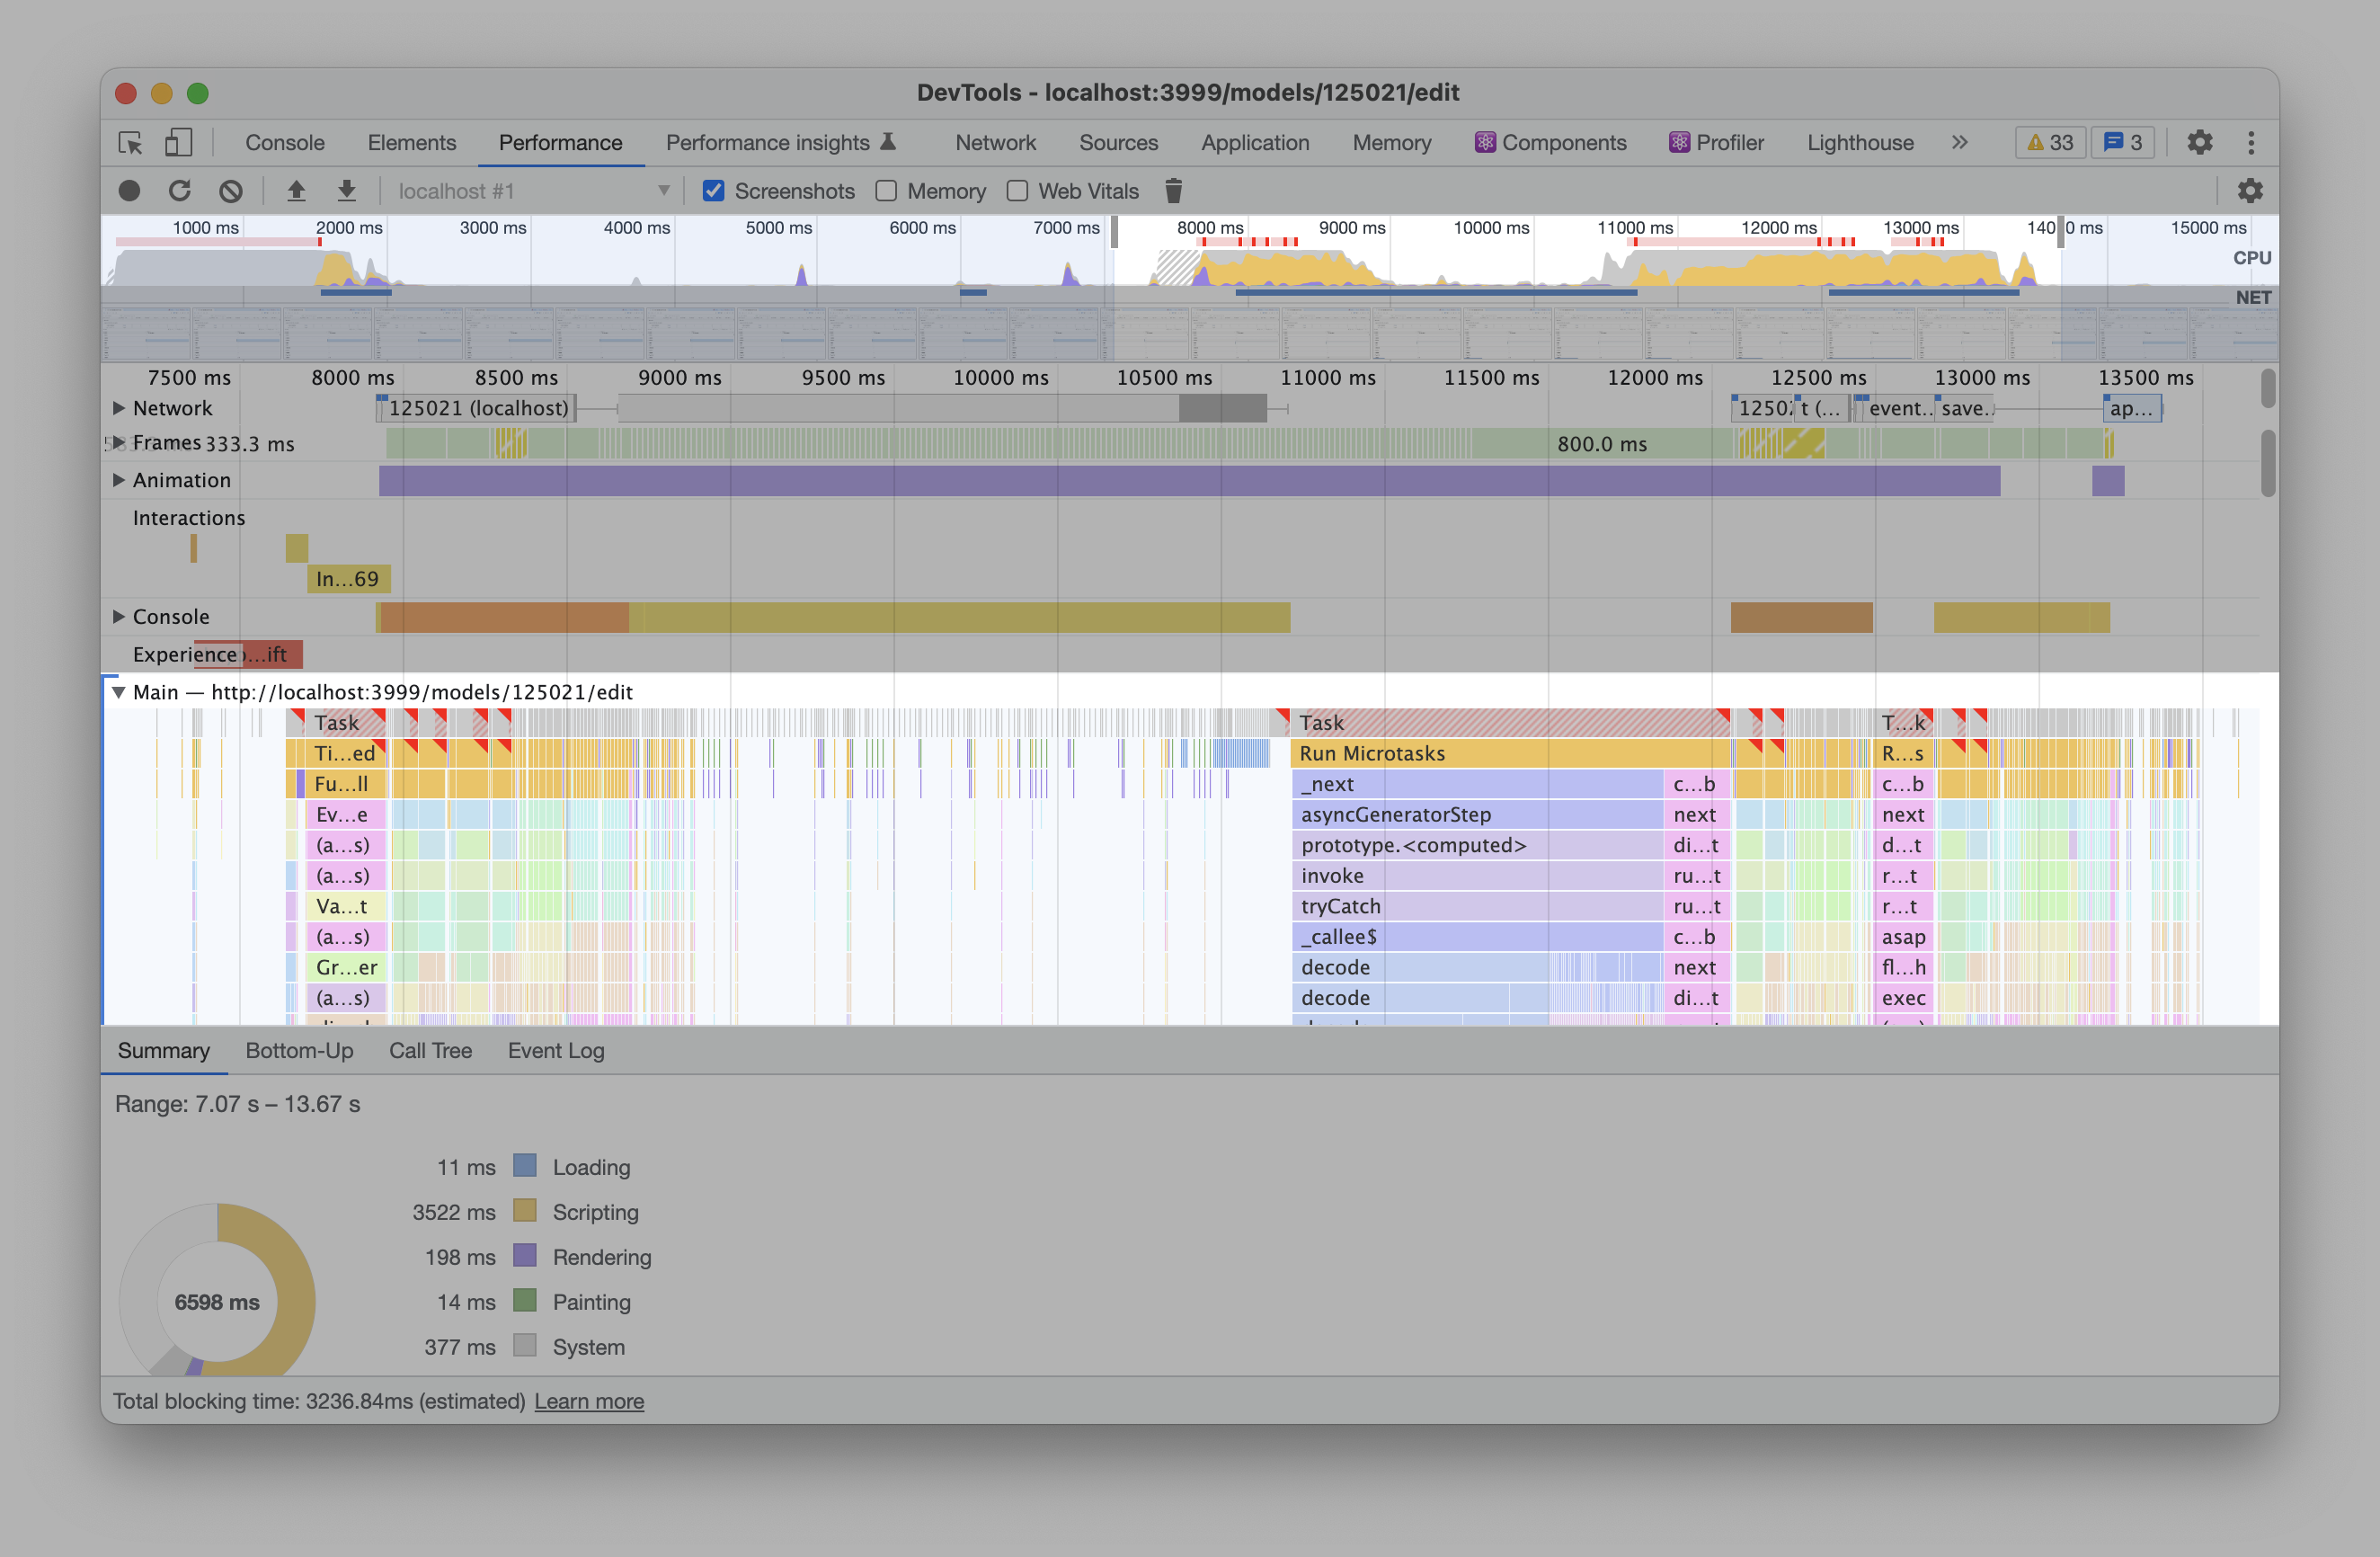 DevTools - localhost:3999/models/125021/edit
Console Elements Performance Performance insights Network Sources Application Memory Components Profiler Lighthouse 33 3
localhost #1 Screenshots Memory Web Vitals
1000 ms 2000 ms 3000 ms 4000 ms 5000 ms 6000 ms 7000 ms 8000 ms 9000 ms 10000 ms 11000 ms 12000 ms 13000 ms 140 0 ms 15000 ms
CPU
NET
7500 ms 8000 ms 8500 ms 9000 ms 9500 ms 10000 ms 10500 ms 11000 ms 11500 ms 12000 ms 12500 ms 13000 ms 13500 ms
Network 125021 (localhost) 1250 t (... event... save... ap...
Frames 333.3 ms 800.0 ms
Animation
Interactions
In...69
Console
Experience ...ift
Main — http://localhost:3999/models/125021/edit
Task Task T...k
Ti...ed Run Microtasks R...s
Fu...ll _next c...b c...b
Ev...e asyncGeneratorStep next next
(a...s) prototype.<computed> di...t d...t
(a...s) invoke ru...t r...t
Va...t tryCatch ru...t r...t
(a...s) _callee$ c...b asap
Gr...er decode next fl...h
(a...s) decode di...t exec
Summary Bottom-Up Call Tree Event Log
Range: 7.07 s – 13.67 s
11 ms Loading
3522 ms Scripting
198 ms Rendering
14 ms Painting
377 ms System
6598 ms
Total blocking time: 3236.84ms (estimated) Learn more